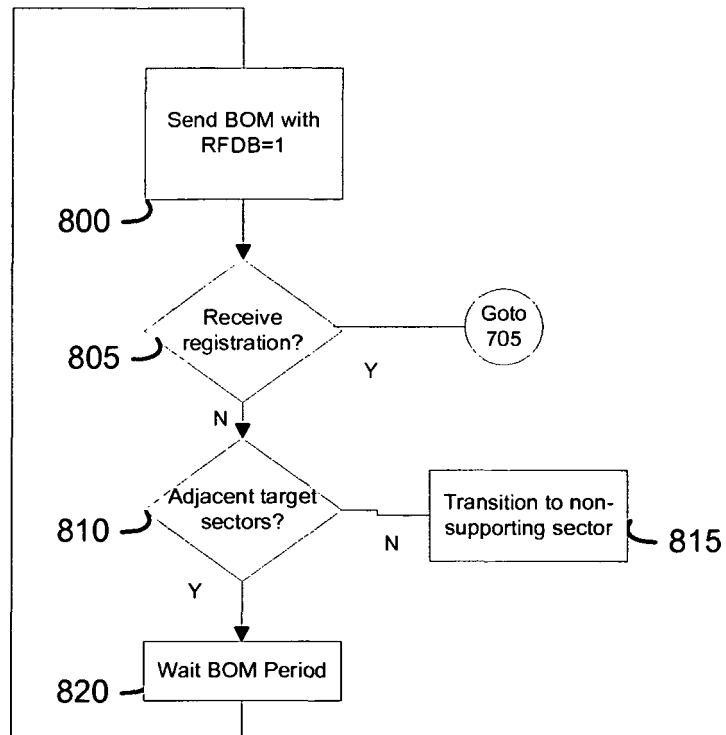 Send BOM with
RFDB=1
800
Receive
registration?
805
Goto
705
Y
N
Adjacent target
sectors?
810
Transition to non-
supporting sector
815
N
Y
Wait BOM Period
820